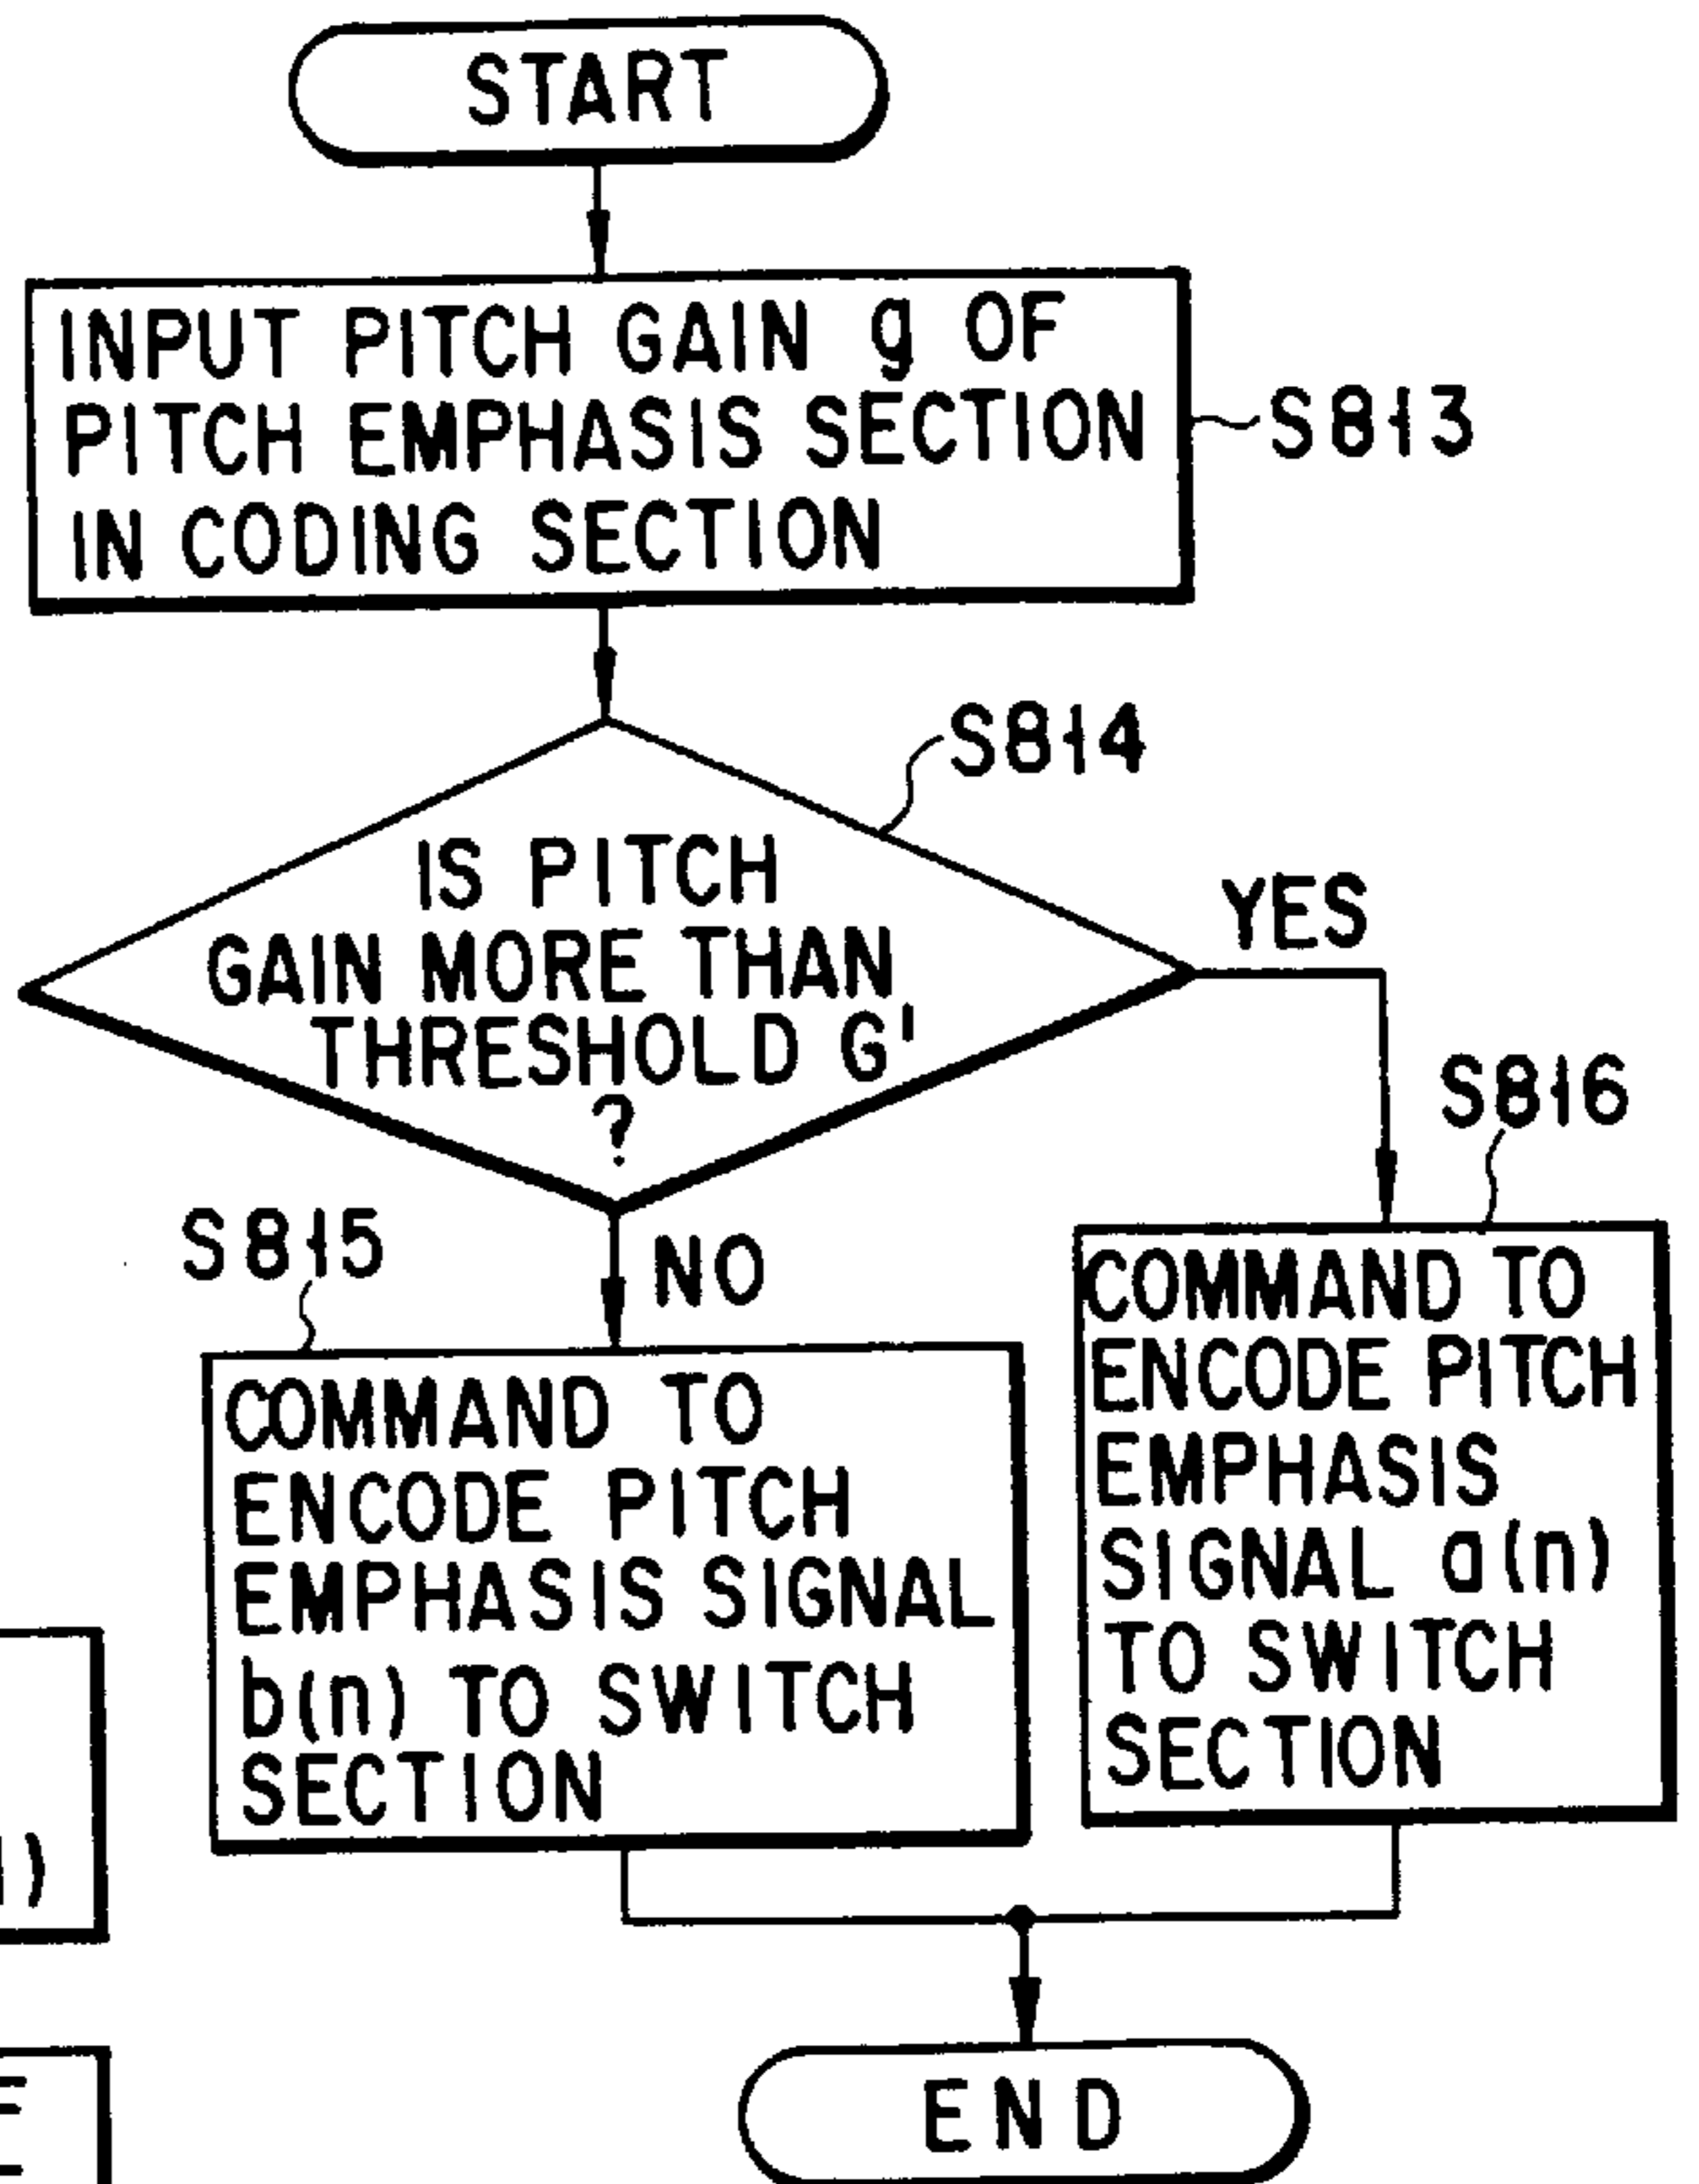 START
INPUT PITCH GAIN g OF
PITCH EMPHASIS SECTION
IN CODING SECTION
S813
S814
IS PITCH
GAIN MORE THAN
THRESHOLD G'
?
YES
S816
S815
NO
COMMAND TO
ENCODE PITCH
EMPHASIS SIGNAL
b(n) TO SWITCH
SECTION
COMMAND TO
ENCODE PITCH
EMPHASIS
SIGNAL a(n)
TO SWITCH
SECTION
END